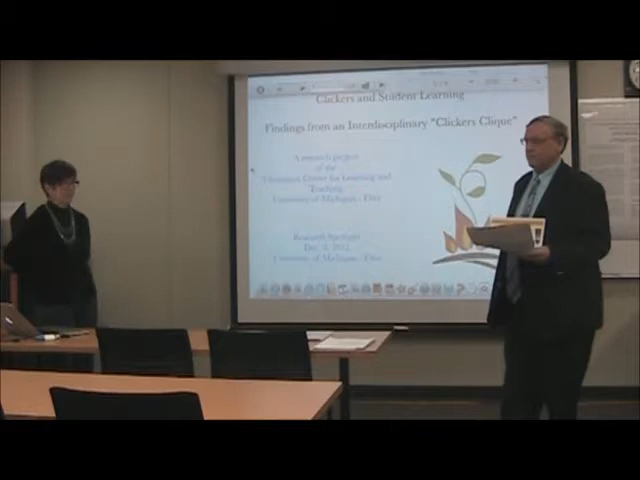 Clickers and Student Learning
Findings from an Interdisciplinary "Clickers Clique"
A research project
of the
Center for Learning and
Teaching
University of Michigan - Flint
Research Spotlight
Dec. 2012
University of Michigan - Flint